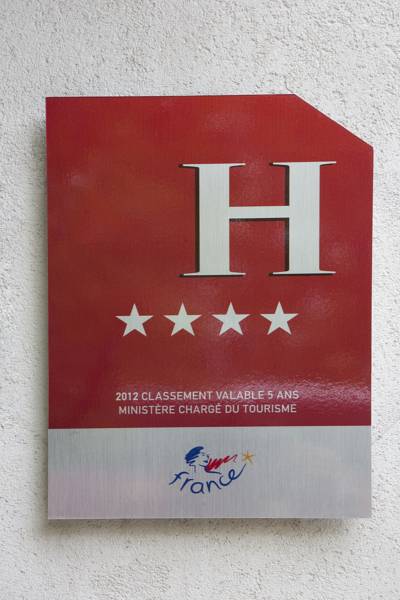 H
2012 CLASSEMENT VALABLE 5 ANS
MINISTÈRE CHARGÉ DU TOURISME
france